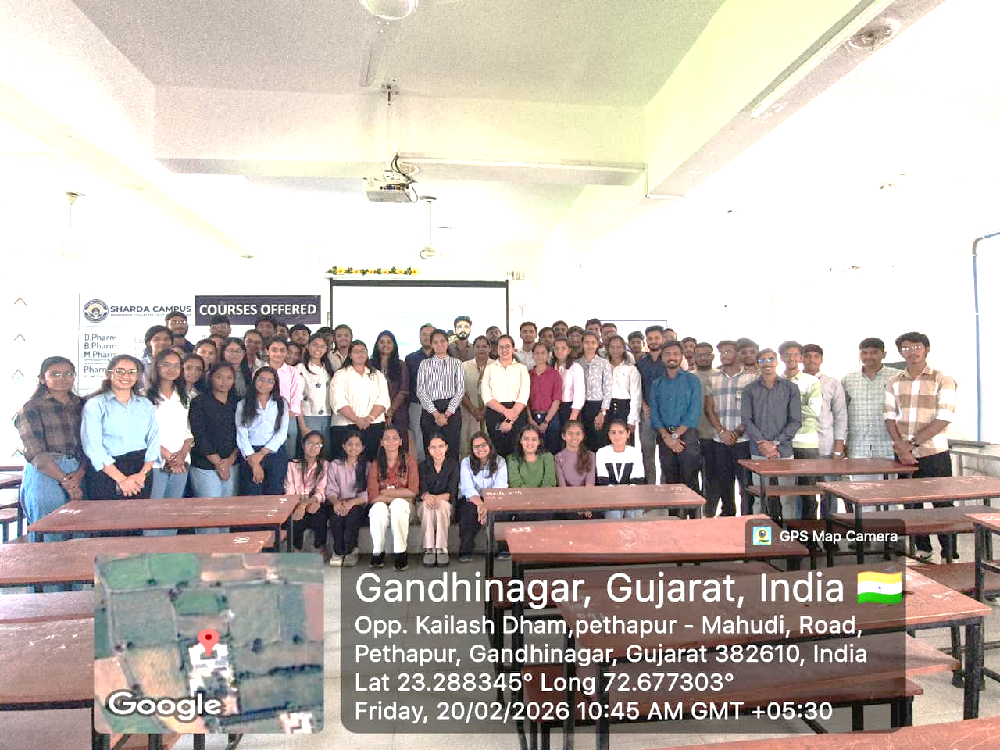 SHARDA CAMPUS
COURSES OFFERED
D.Pharm
B.Pharm
M.Pharm
Pharm
GPS Map Camera
Gandhinagar, Gujarat, India
Opp. Kailash Dham,pethapur - Mahudi, Road,
Pethapur, Gandhinagar, Gujarat 382610, India
Lat 23.288345° Long 72.677303°
Friday, 20/02/2026 10:45 AM GMT +05:30
Google